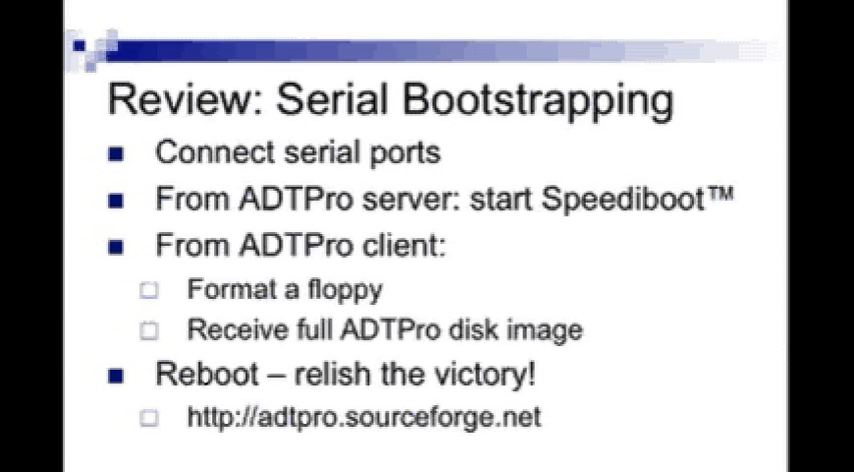 Review: Serial Bootstrapping
Connect serial ports
From ADTPro server: start Speediboot™
From ADTPro client:
Format a floppy
Receive full ADTPro disk image
Reboot – relish the victory!
http://adtpro.sourceforge.net